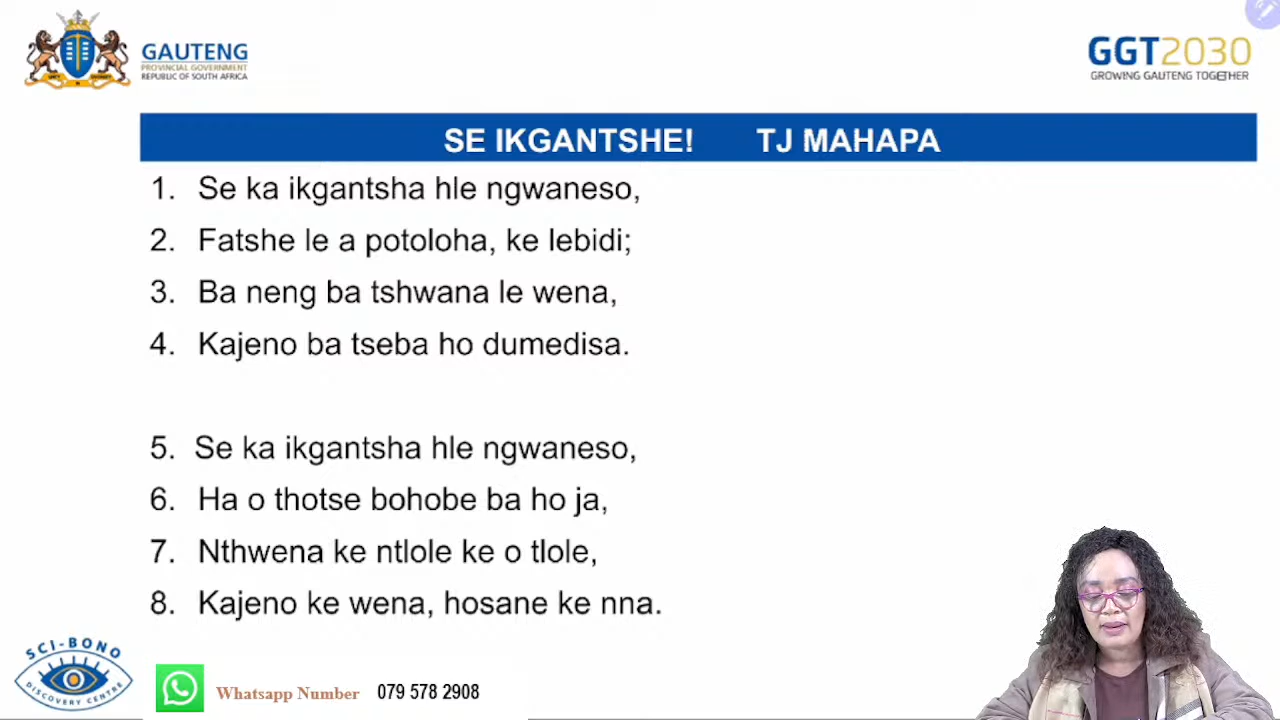 GAUTENG
PROVINCIAL GOVERNMENT
REPUBLIC OF SOUTH AFRICA
GGT2030
GROWING GAUTENG TOGETHER
SE IKGANTSHE! TJ MAHAPA
1. Se ka ikgantsha hle ngwaneso,
2. Fatshe le a potoloha, ke lebidi;
3. Ba neng ba tshwana le wena,
4. Kajeno ba tseba ho dumedisa.
5. Se ka ikgantsha hle ngwaneso,
6. Ha o thotse bohobe ba ho ja,
7. Nthwena ke ntlole ke o tlole,
8. Kajeno ke wena, hosane ke nna.
SCI-BONO
DISCOVERY CENTRE
Whatsapp Number 079 578 2908